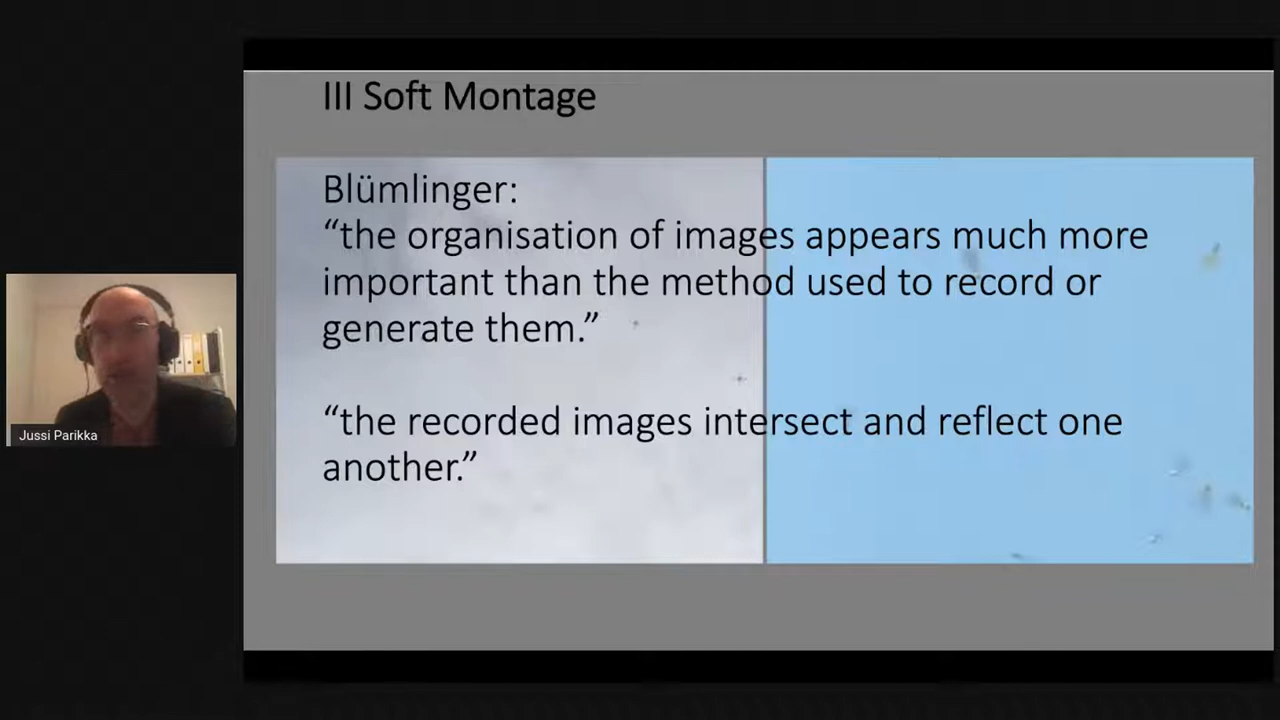 III Soft Montage
Blümlinger:
“the organisation of images appears much more
important than the method used to record or
generate them.”
“the recorded images intersect and reflect one
another.”
Jussi Parikka